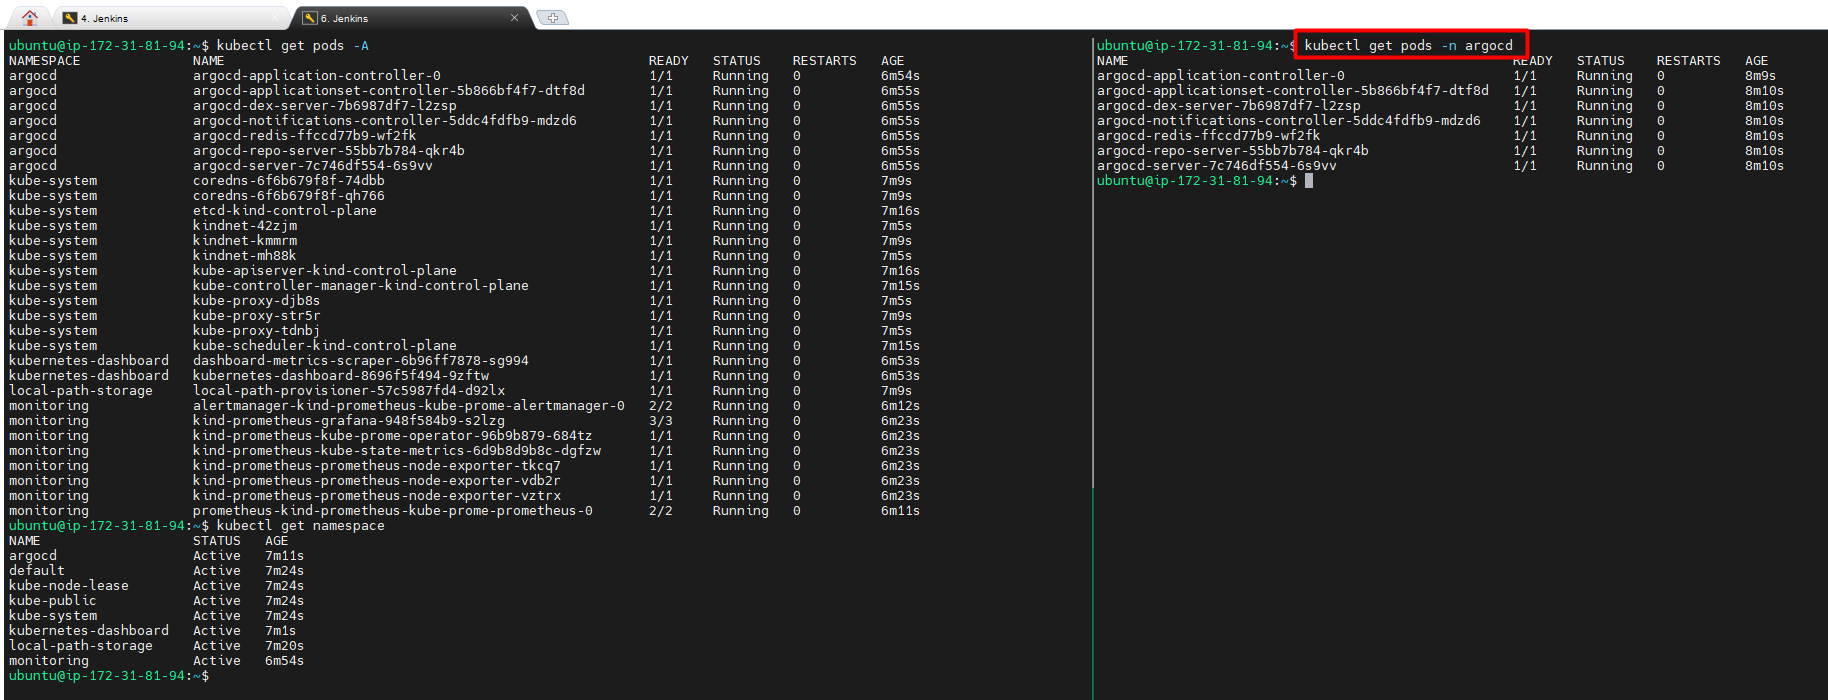 4. Jenkins
6. Jenkins
ubuntu@ip-172-31-81-94:~$ kubectl get pods -A
NAMESPACE NAME READY STATUS RESTARTS AGE
argocd argocd-application-controller-0 1/1 Running 0 6m54s
argocd argocd-applicationset-controller-5b866bf4f7-dtf8d 1/1 Running 0 6m55s
argocd argocd-dex-server-7b6987df7-l2zsp 1/1 Running 0 6m55s
argocd argocd-notifications-controller-5ddc4fdfb9-mdzd6 1/1 Running 0 6m55s
argocd argocd-redis-ffccd77b9-wf2fk 1/1 Running 0 6m55s
argocd argocd-repo-server-55bb7b784-qkr4b 1/1 Running 0 6m55s
argocd argocd-server-7c746df554-6s9vv 1/1 Running 0 6m55s
kube-system coredns-6f6b679f8f-74dbb 1/1 Running 0 7m9s
kube-system coredns-6f6b679f8f-qh766 1/1 Running 0 7m9s
kube-system etcd-kind-control-plane 1/1 Running 0 7m16s
kube-system kindnet-42zjm 1/1 Running 0 7m5s
kube-system kindnet-kmmrm 1/1 Running 0 7m9s
kube-system kindnet-mh88k 1/1 Running 0 7m5s
kube-system kube-apiserver-kind-control-plane 1/1 Running 0 7m16s
kube-system kube-controller-manager-kind-control-plane 1/1 Running 0 7m15s
kube-system kube-proxy-djb8s 1/1 Running 0 7m5s
kube-system kube-proxy-str5r 1/1 Running 0 7m9s
kube-system kube-proxy-tdnbj 1/1 Running 0 7m5s
kube-system kube-scheduler-kind-control-plane 1/1 Running 0 7m15s
kubernetes-dashboard dashboard-metrics-scraper-6b96ff7878-sg994 1/1 Running 0 6m53s
kubernetes-dashboard kubernetes-dashboard-8696f5f494-9zftw 1/1 Running 0 6m53s
local-path-storage local-path-provisioner-57c5987fd4-d92lx 1/1 Running 0 7m9s
monitoring alertmanager-kind-prometheus-kube-prome-alertmanager-0 2/2 Running 0 6m12s
monitoring kind-prometheus-grafana-948f584b9-s2lzg 3/3 Running 0 6m23s
monitoring kind-prometheus-kube-prome-operator-96b9b879-684tz 1/1 Running 0 6m23s
monitoring kind-prometheus-kube-state-metrics-6d9b8d9b8c-dgfzw 1/1 Running 0 6m23s
monitoring kind-prometheus-prometheus-node-exporter-tkcq7 1/1 Running 0 6m23s
monitoring kind-prometheus-prometheus-node-exporter-vdb2r 1/1 Running 0 6m23s
monitoring kind-prometheus-prometheus-node-exporter-vztrx 1/1 Running 0 6m23s
monitoring prometheus-kind-prometheus-kube-prome-prometheus-0 2/2 Running 0 6m11s
ubuntu@ip-172-31-81-94:~$ kubectl get namespace
NAME STATUS AGE
argocd Active 7m11s
default Active 7m24s
kube-node-lease Active 7m24s
kube-public Active 7m24s
kube-system Active 7m24s
kubernetes-dashboard Active 7m1s
local-path-storage Active 7m20s
monitoring Active 6m54s
ubuntu@ip-172-31-81-94:~$
ubuntu@ip-172-31-81-94:~$ kubectl get pods -n argocd
NAME READY STATUS RESTARTS AGE
argocd-application-controller-0 1/1 Running 0 8m9s
argocd-applicationset-controller-5b866bf4f7-dtf8d 1/1 Running 0 8m10s
argocd-dex-server-7b6987df7-l2zsp 1/1 Running 0 8m10s
argocd-notifications-controller-5ddc4fdfb9-mdzd6 1/1 Running 0 8m10s
argocd-redis-ffccd77b9-wf2fk 1/1 Running 0 8m10s
argocd-repo-server-55bb7b784-qkr4b 1/1 Running 0 8m10s
argocd-server-7c746df554-6s9vv 1/1 Running 0 8m10s
ubuntu@ip-172-31-81-94:~$